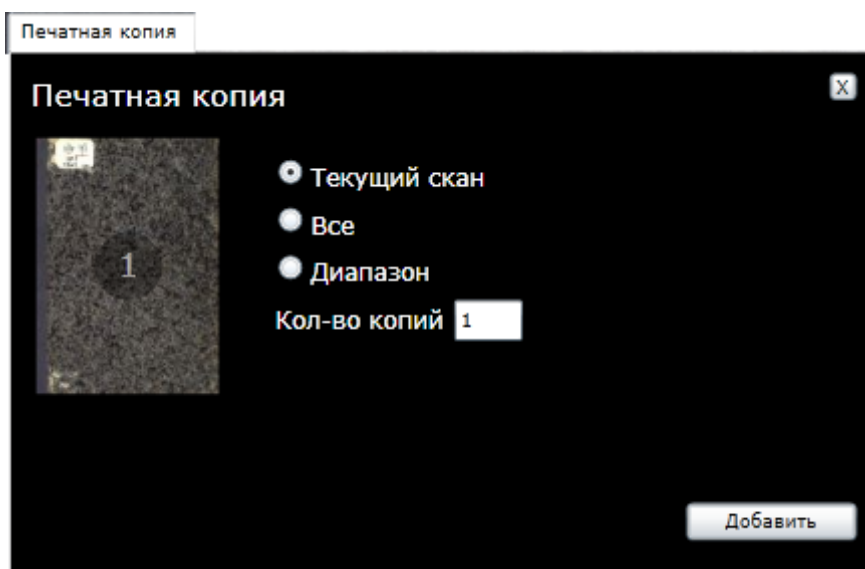 Печатная копия
Печатная копия
X
1
Текущий скан
Все
Диапазон
Кол-во копий 1
Добавить